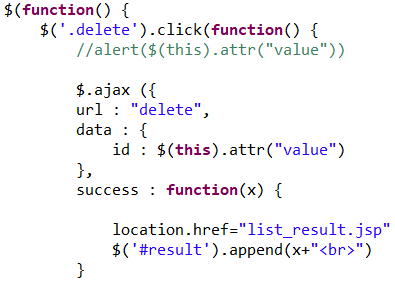 $(function() {
    $('.delete').click(function() {
        //alert($(this).attr("value"))

        $.ajax ({
        url : "delete",
        data : {
            id : $(this).attr("value")
        },
        success : function(x) {

            location.href="list_result.jsp"
            $('#result').append(x+"<br>")
        }